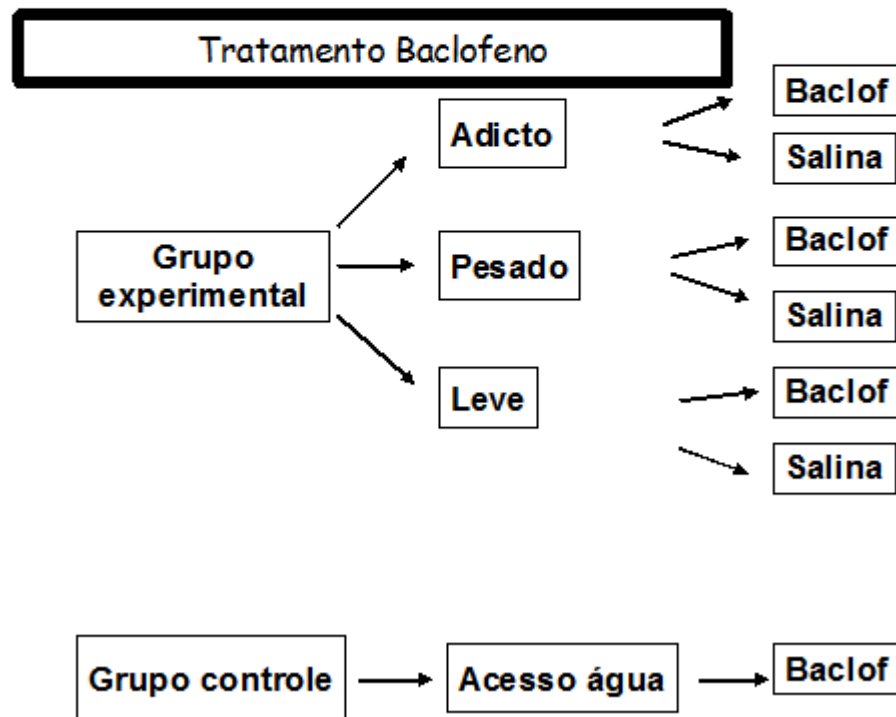 Tratamento Baclofeno
Adicto
Baclof
Salina
Grupo
experimental
Pesado
Baclof
Salina
Leve
Baclof
Salina
Grupo controle
Acesso água
Baclof